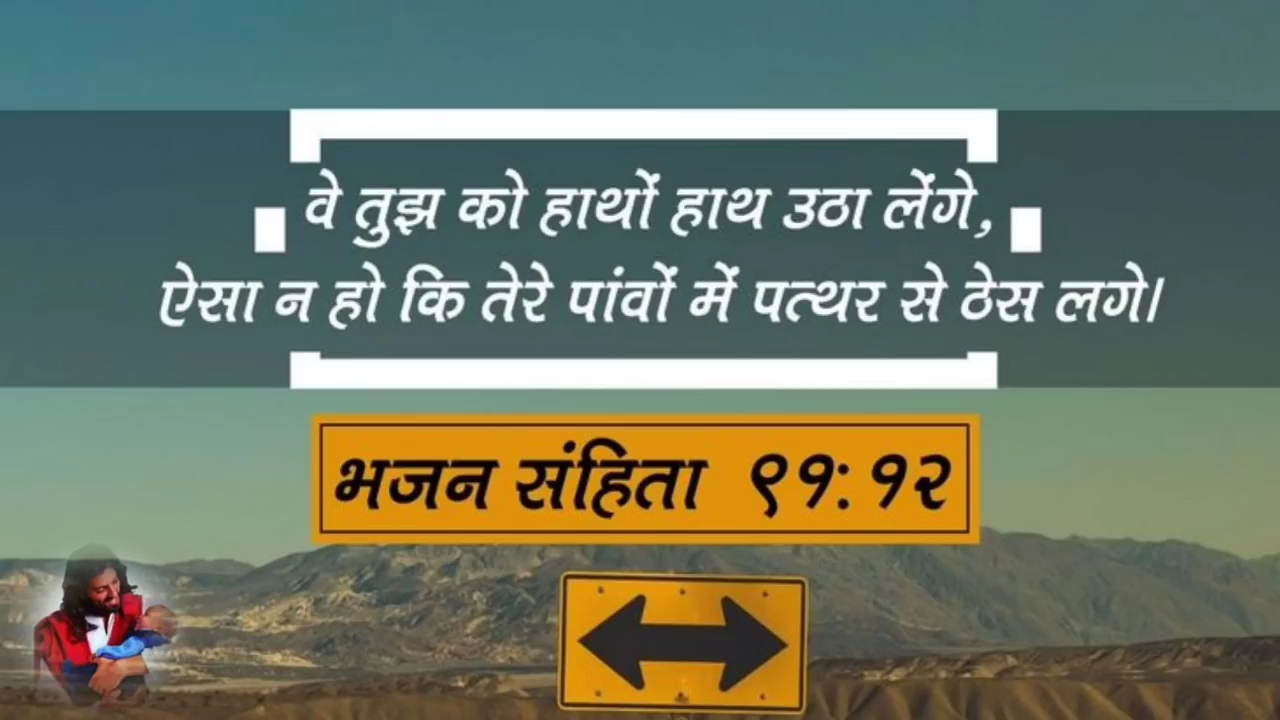 वे तुझ को हाथों हाथ उठा लेंगे,
ऐसा न हो कि तेरे पांवों में पत्थर से ठेस लगे।
भजन संहिता ९१: १२